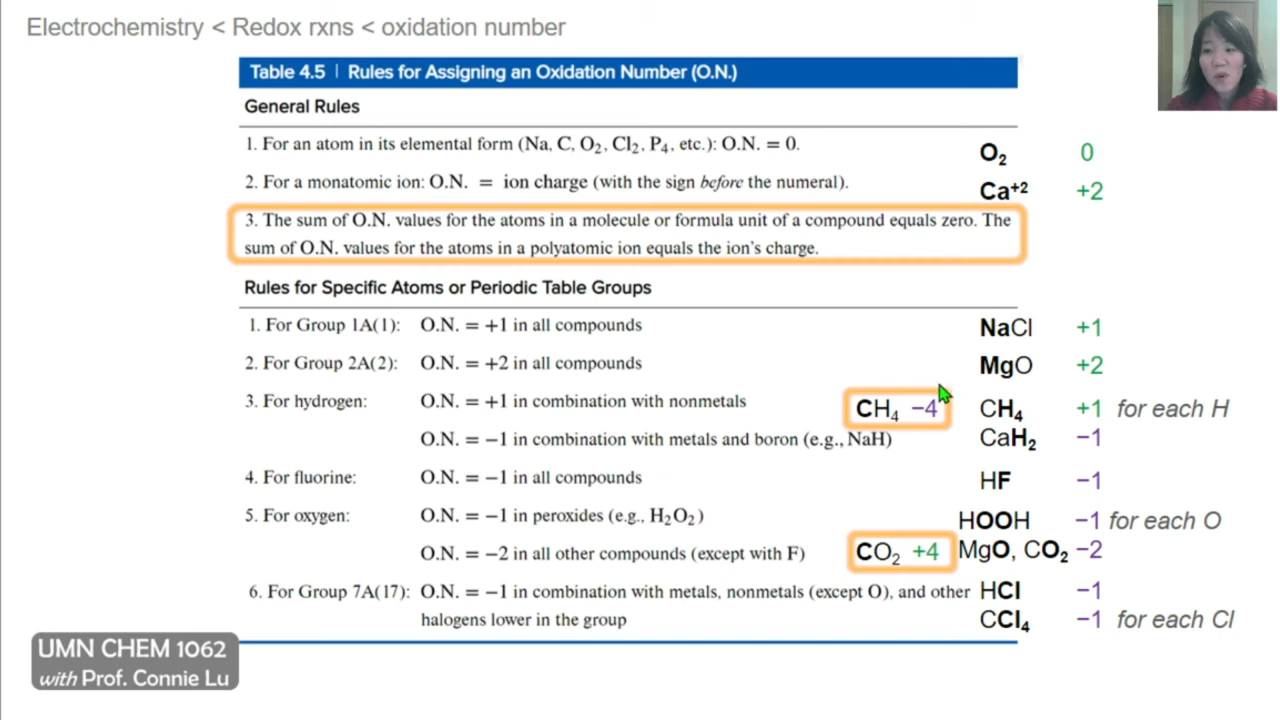 Electrochemistry < Redox rxns < oxidation number
Table 4.5 | Rules for Assigning an Oxidation Number (O.N.)
General Rules
1. For an atom in its elemental form (Na, C, O₂, Cl₂, P₄, etc.): O.N. = 0.
O₂ 0
2. For a monatomic ion: O.N. = ion charge (with the sign before the numeral).
Ca⁺² +2
3. The sum of O.N. values for the atoms in a molecule or formula unit of a compound equals zero. The
sum of O.N. values for the atoms in a polyatomic ion equals the ion's charge.
Rules for Specific Atoms or Periodic Table Groups
1. For Group 1A(1): O.N. = +1 in all compounds
NaCl +1
2. For Group 2A(2): O.N. = +2 in all compounds
MgO +2
3. For hydrogen: O.N. = +1 in combination with nonmetals
CH₄ −4
CH₄ +1 for each H
O.N. = −1 in combination with metals and boron (e.g., NaH)
CaH₂ −1
4. For fluorine: O.N. = −1 in all compounds
HF −1
5. For oxygen: O.N. = −1 in peroxides (e.g., H₂O₂)
HOOH −1 for each O
O.N. = −2 in all other compounds (except with F)
CO₂ +4
MgO, CO₂ −2
6. For Group 7A(17): O.N. = −1 in combination with metals, nonmetals (except O), and other
HCl −1
halogens lower in the group
CCl₄ −1 for each Cl
UMN CHEM 1062
with Prof. Connie Lu